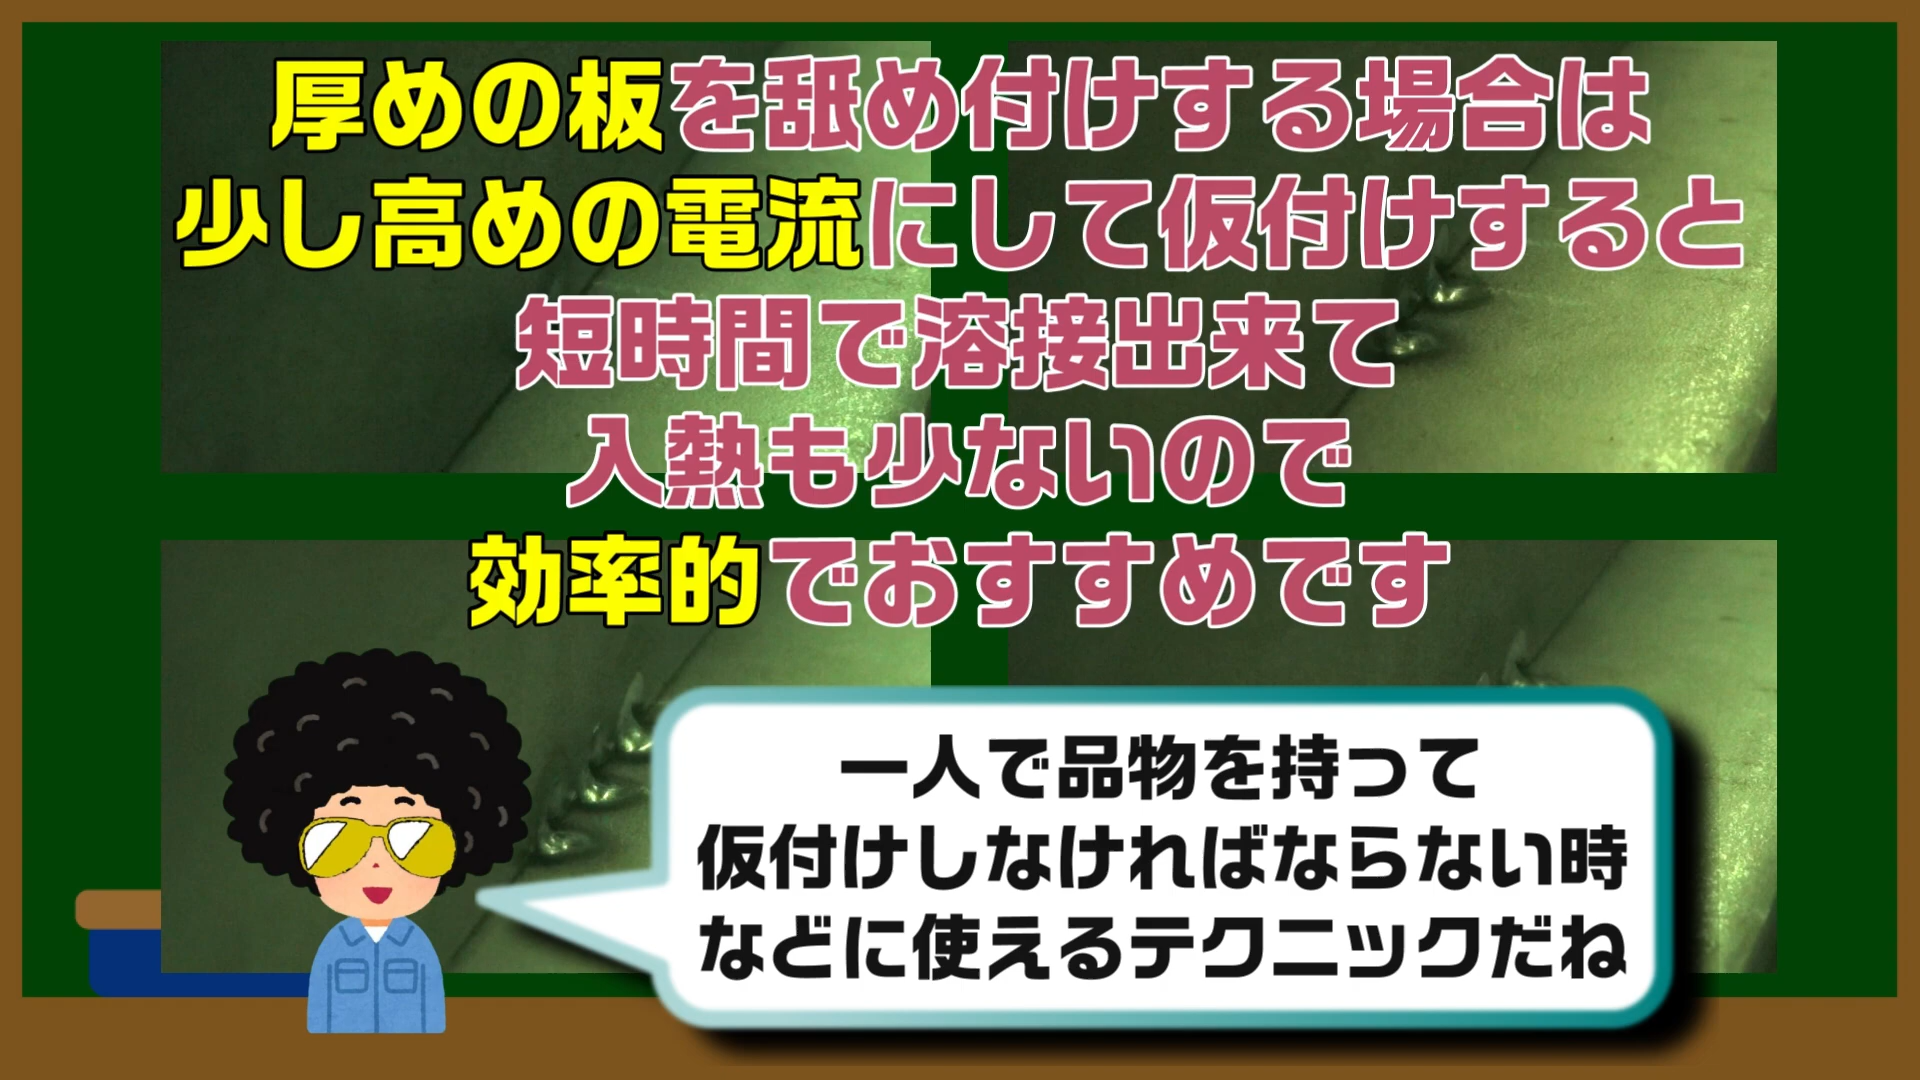 厚めの板を舐め付けする場合は
少し高めの電流にして仮付けすると
短時間で溶接出来て
入熱も少ないので
効率的でおすすめです
一人で品物を持って
仮付けしなければならない時
などに使えるテクニックだね